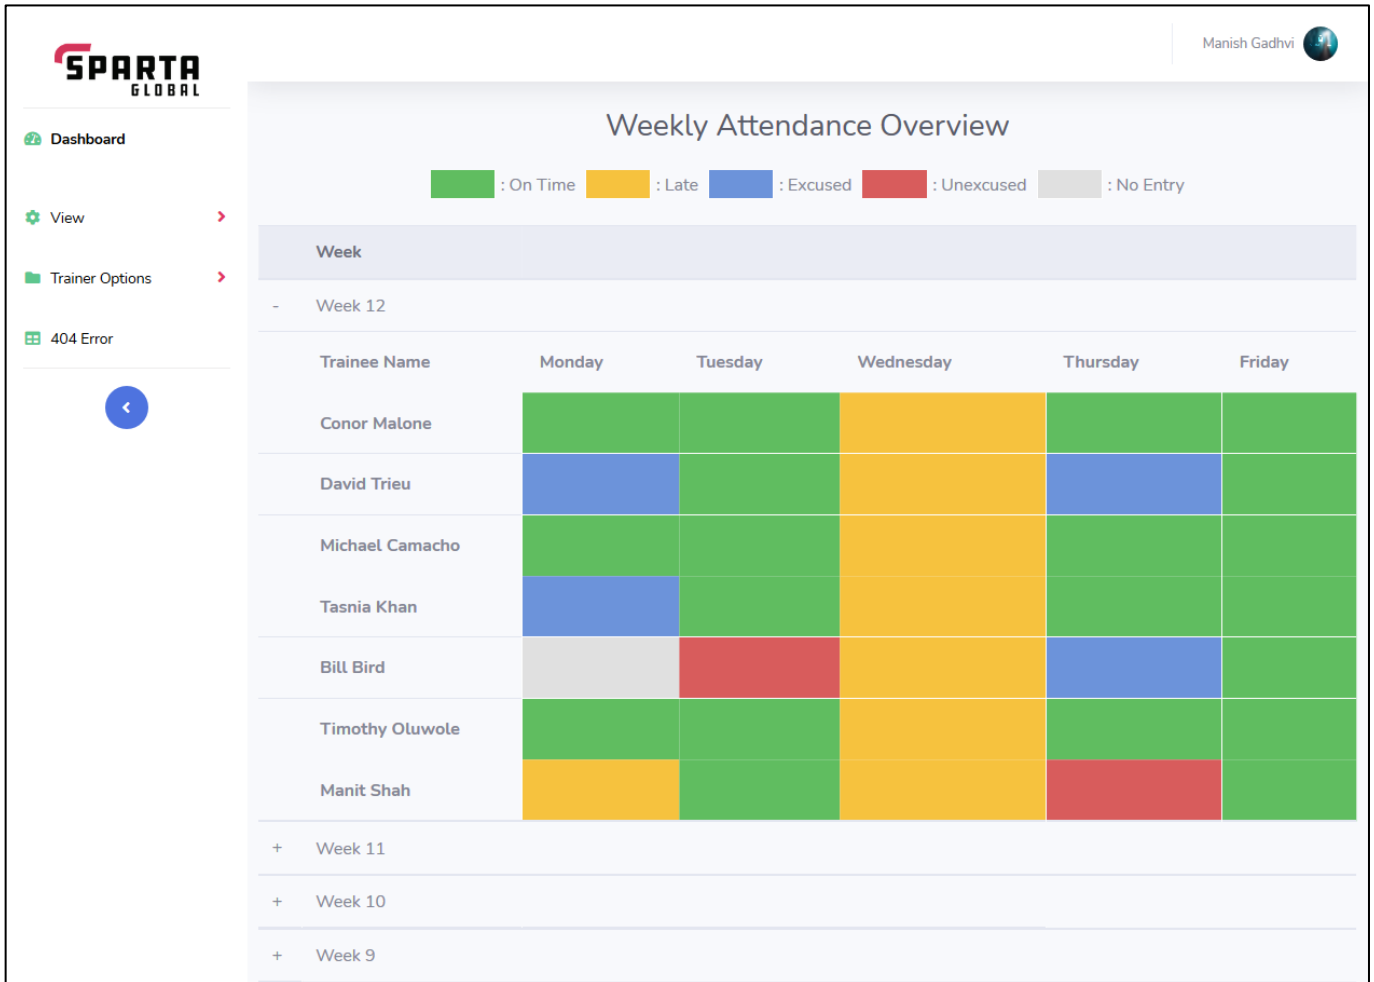 SPARTA
GLOBAL
Manish Gadhvi
Dashboard
View
Trainer Options
404 Error
Weekly Attendance Overview
: On Time : Late : Excused : Unexcused : No Entry
Week
- Week 12
Trainee Name Monday Tuesday Wednesday Thursday Friday
Conor Malone
David Trieu
Michael Camacho
Tasnia Khan
Bill Bird
Timothy Oluwole
Manit Shah
+ Week 11
+ Week 10
+ Week 9